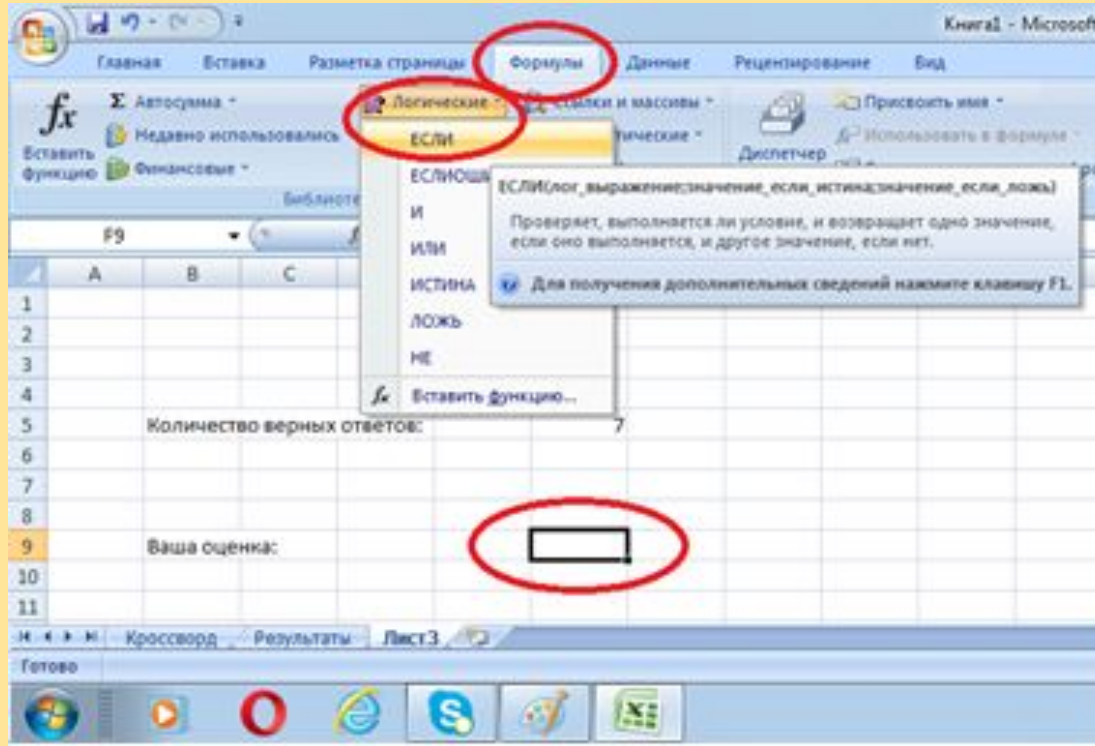 Книга1 - Microsoft
Главная Вставка Разметка страницы Формулы Данные Рецензирование Вид
fx Вставить функцию
Σ Автосумма
Недавно использовались
Финансовые
Логические
Ссылки и массивы
Диспетчер
Присвоить имя
Использовать в формуле
ЕСЛИ
И
ИЛИ
ИСТИНА
ЛОЖЬ
НЕ
fx Вставить функцию...
ЕСЛИ(лог_выражение;значение_если_истина;значение_если_ложь)
Проверяет, выполняется ли условие, и возвращает одно значение,
если оно выполняется, и другое значение, если нет.
Для получения дополнительных сведений нажмите клавишу F1.
F9
A B C
1
2
3
4
5 Количество верных ответов: 7
6
7
8
9 Ваша оценка:
10
11
Кроссворд Результаты Лист3
Готово